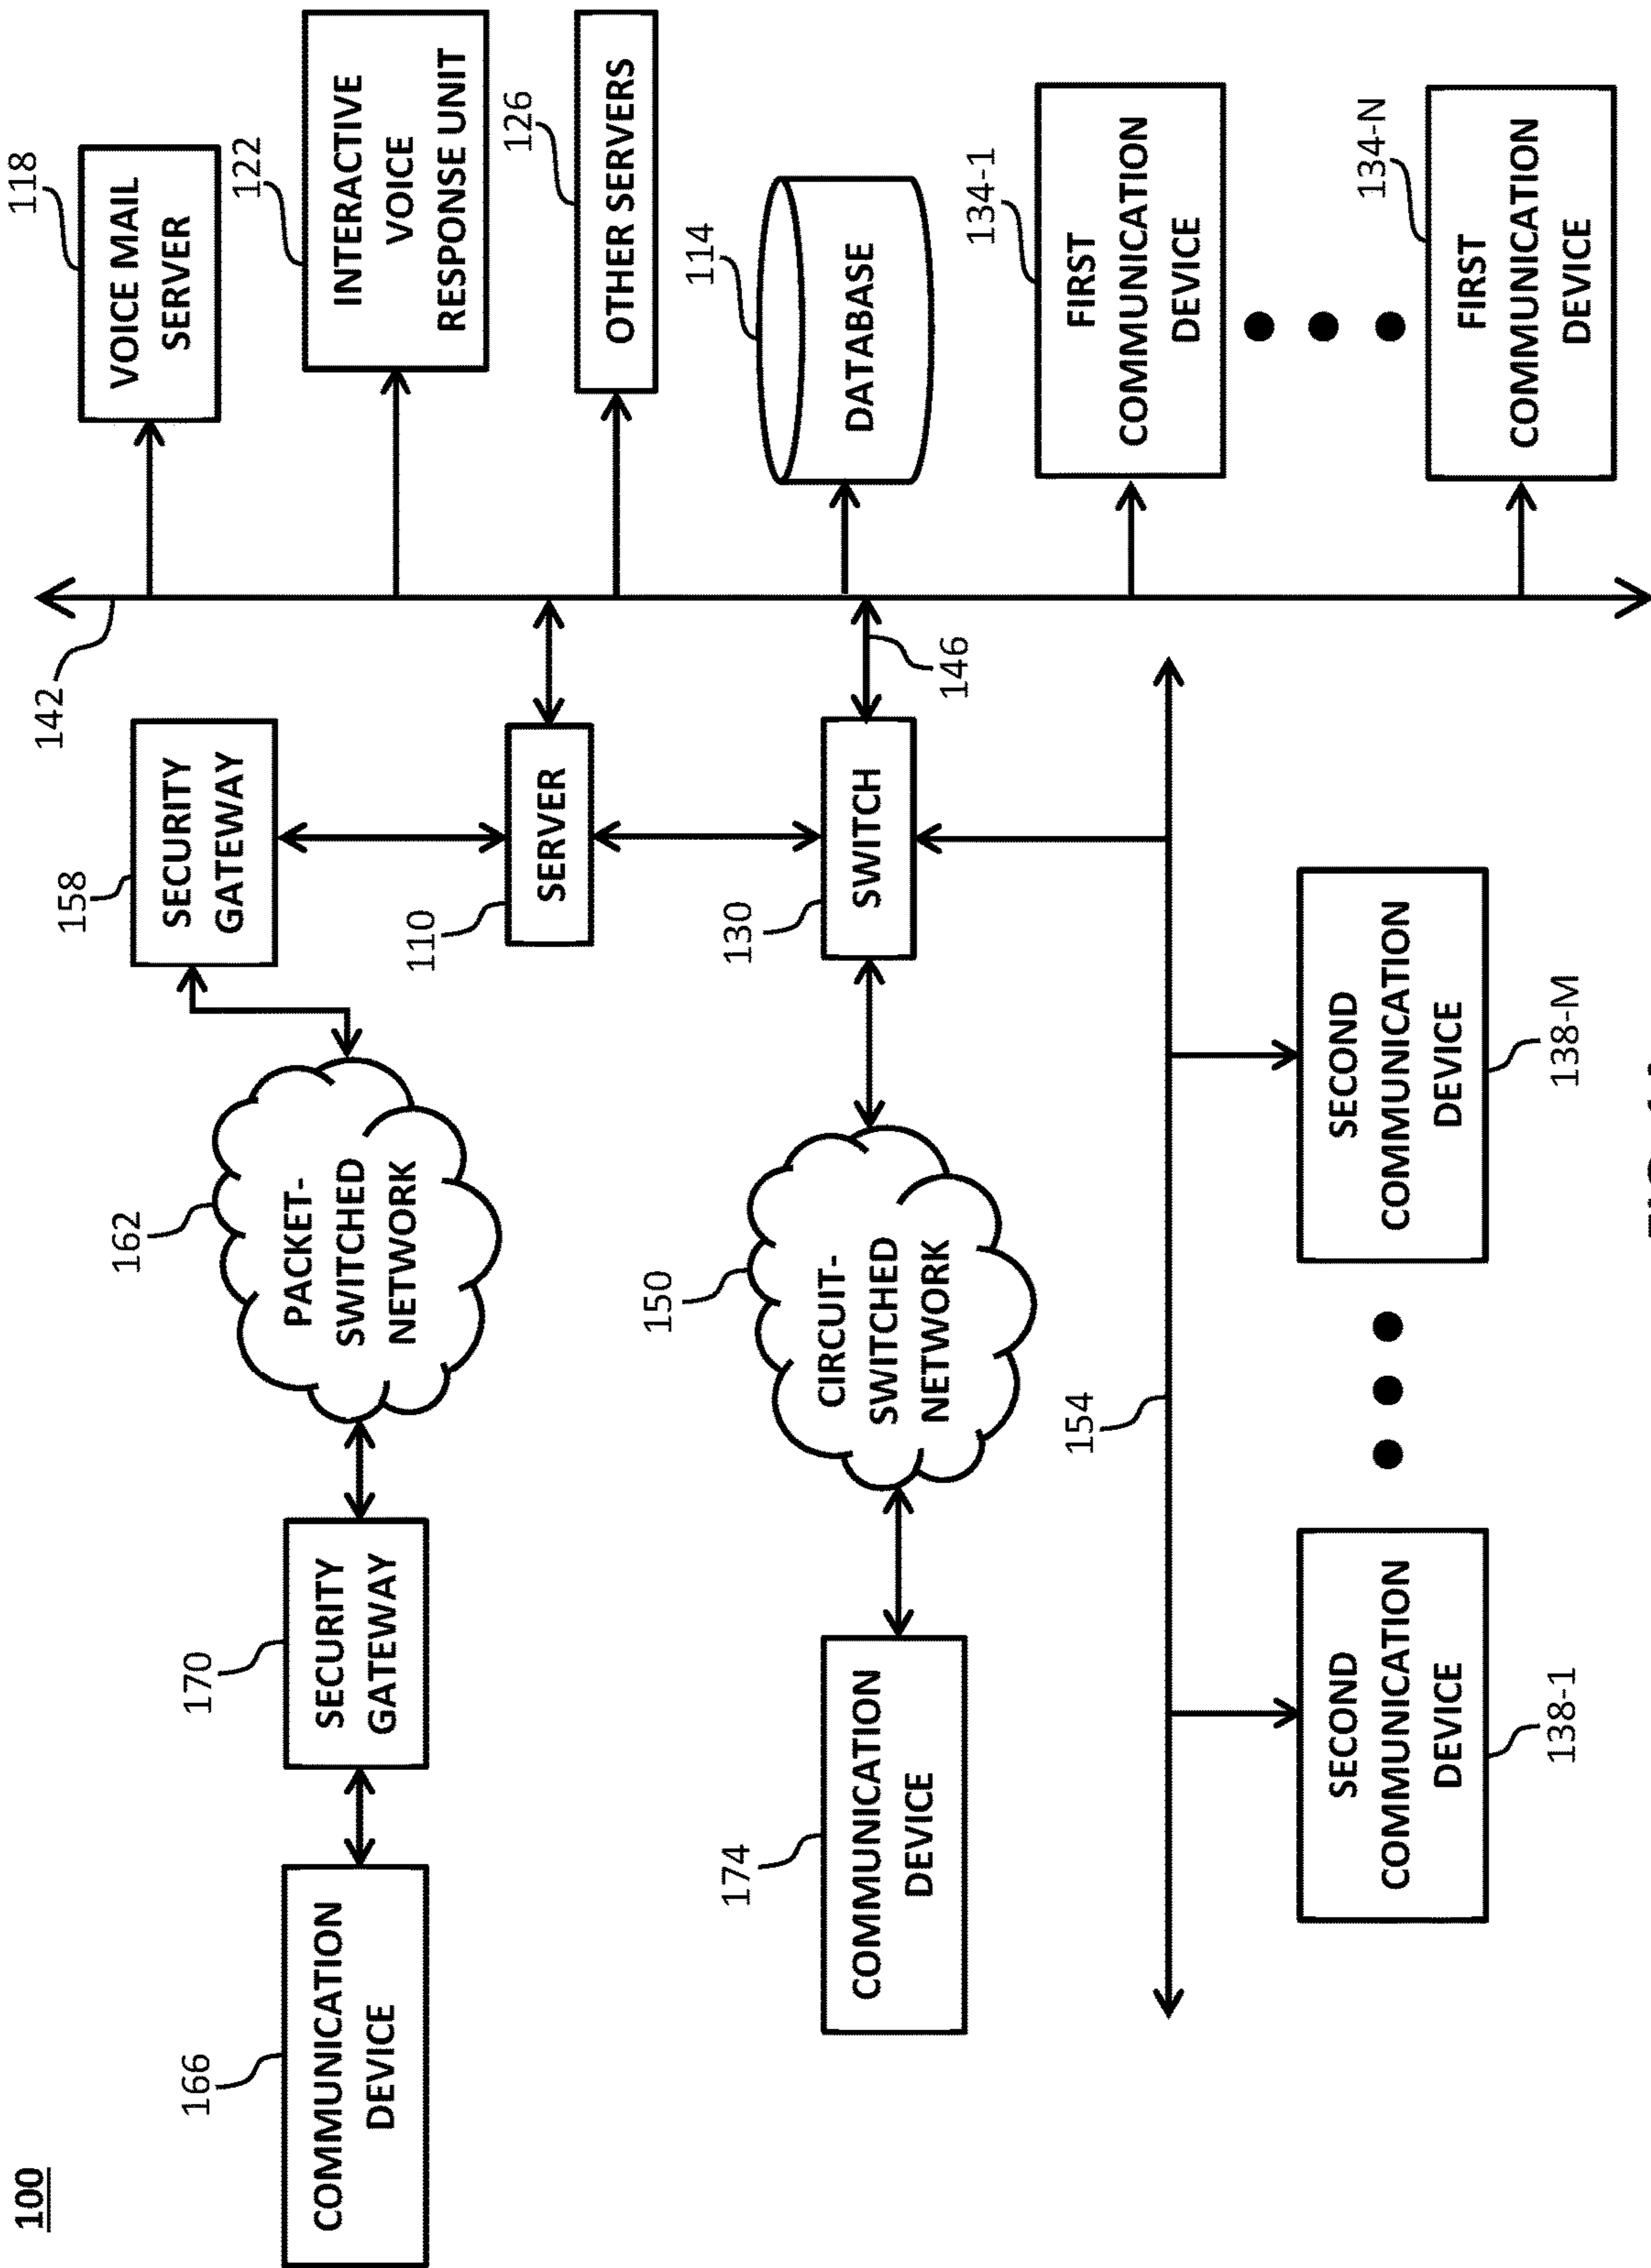 100
118
VOICE MAIL
SERVER
122
INTERACTIVE
VOICE
RESPONSE UNIT
126
OTHER SERVERS
114
DATABASE
134-1
FIRST
COMMUNICATION
DEVICE
134-N
FIRST
COMMUNICATION
DEVICE
142
158
SECURITY
GATEWAY
110
SERVER
146
130
SWITCH
162
PACKET-
SWITCHED
NETWORK
170
SECURITY
GATEWAY
166
COMMUNICATION
DEVICE
150
CIRCUIT-
SWITCHED
NETWORK
174
COMMUNICATION
DEVICE
154
SECOND
COMMUNICATION
DEVICE
138-1
SECOND
COMMUNICATION
DEVICE
138-M